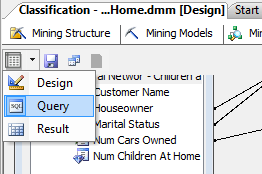 Classification - ...Home.dmm [Design]
Start
Mining Structure
Mining Models
Design
Query
SQL
Result
al Networ - Children a
Customer Name
Houseowner
Marital Status
Num Cars Owned
Num Children At Home